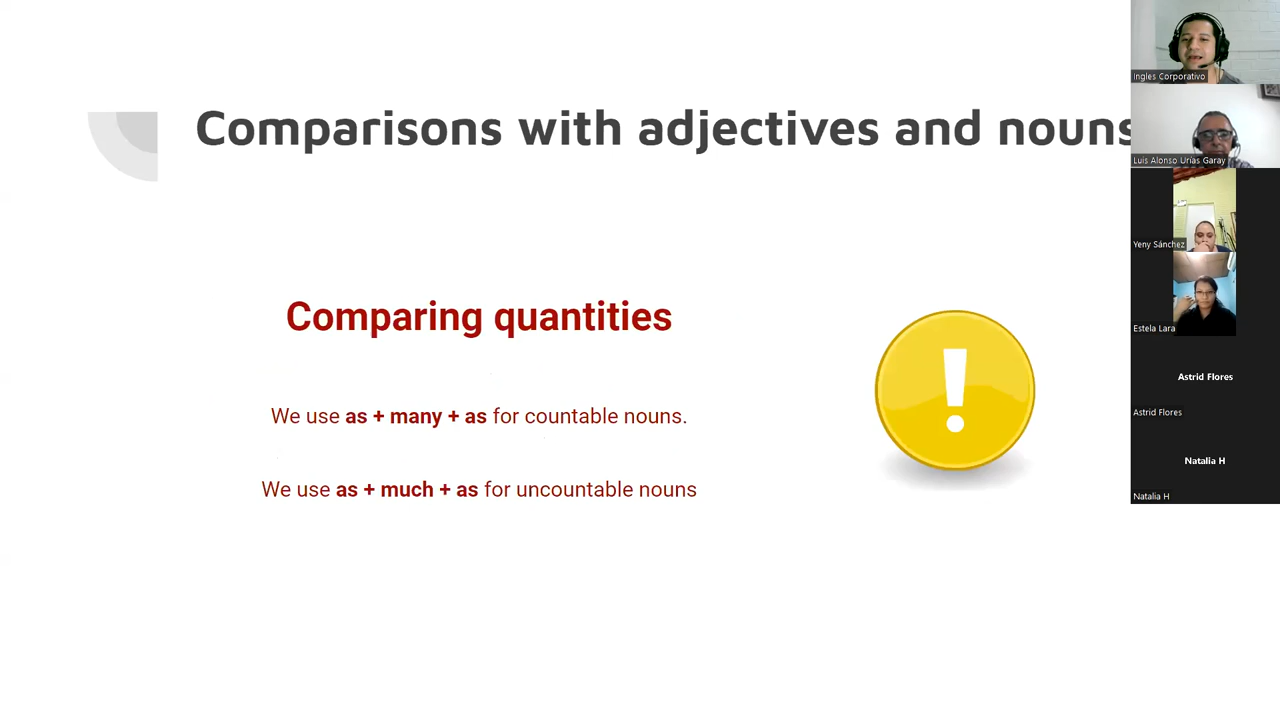 Comparisons with adjectives and nouns
Comparing quantities
We use as + many + as for countable nouns.
We use as + much + as for uncountable nouns
Ingles Corporativo
Luis Alonso Urías Garay
Yeny Sánchez
Estela Lara
Astrid Flores
Astrid Flores
Natalia H
Natalia H